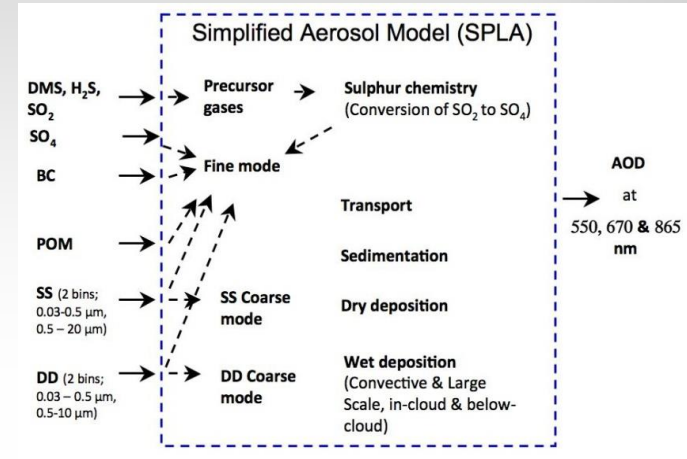 Simplified Aerosol Model (SPLA)
DMS, H₂S,
SO₂
SO₄
BC
POM
SS (2 bins;
0.03-0.5 µm,
0.5 – 20 µm)
DD (2 bins;
0.03 – 0.5 µm,
0.5-10 µm)
Precursor
gases
Fine mode
SS Coarse
mode
DD Coarse
mode
Sulphur chemistry
(Conversion of SO₂ to SO₄)
Transport
Sedimentation
Dry deposition
Wet deposition
(Convective & Large
Scale, in-cloud & below-
cloud)
AOD
at
550, 670 & 865
nm